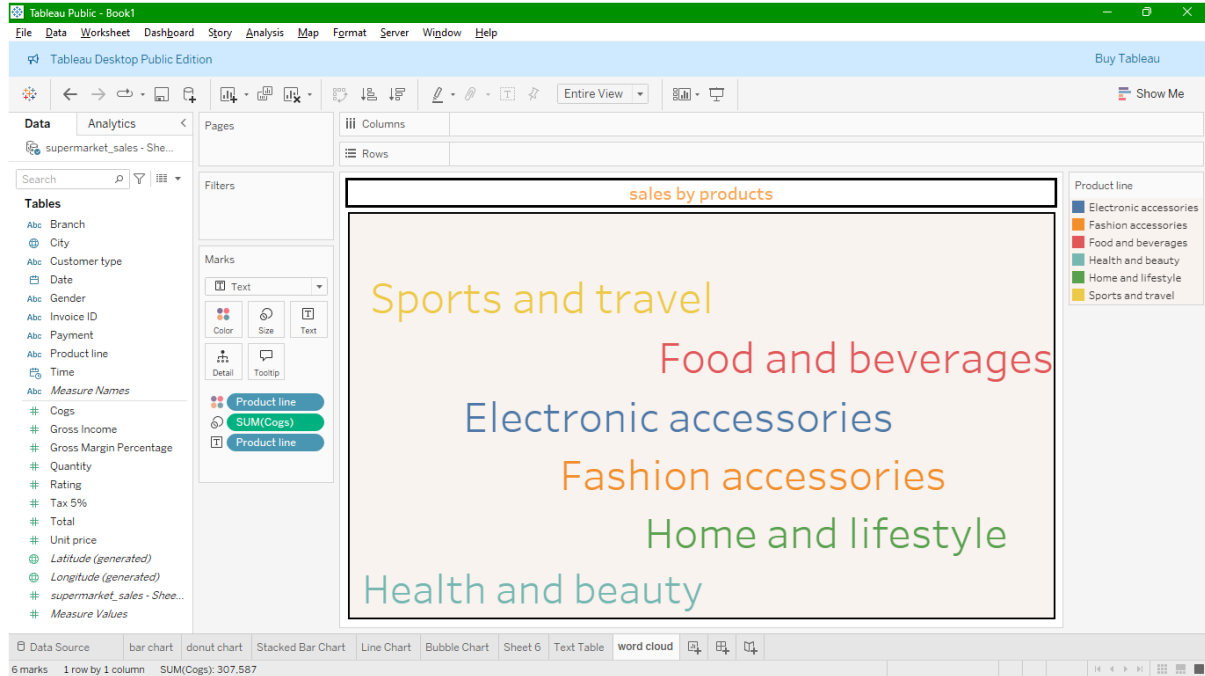 Tableau Public - Book1
File Data Worksheet Dashboard Story Analysis Map Format Server Window Help
Tableau Desktop Public Edition
Buy Tableau
Entire View
Show Me
Data
Analytics
supermarket_sales - She...
Search
Tables
Abc Branch
City
Abc Customer type
Date
Abc Gender
Abc Invoice ID
Abc Payment
Abc Product line
Time
Abc Measure Names
# Cogs
# Gross Income
# Gross Margin Percentage
# Quantity
# Rating
# Tax 5%
# Total
# Unit price
Latitude (generated)
Longitude (generated)
# supermarket_sales - Shee...
# Measure Values
Pages
Filters
Marks
T Text
Color Size Text
Detail Tooltip
Product line
SUM(Cogs)
T Product line
Columns
Rows
sales by products
Sports and travel
Food and beverages
Electronic accessories
Fashion accessories
Home and lifestyle
Health and beauty
Product line
Electronic accessories
Fashion accessories
Food and beverages
Health and beauty
Home and lifestyle
Sports and travel
Data Source bar chart donut chart Stacked Bar Chart Line Chart Bubble Chart Sheet 6 Text Table word cloud
6 marks 1 row by 1 column SUM(Cogs): 307,587